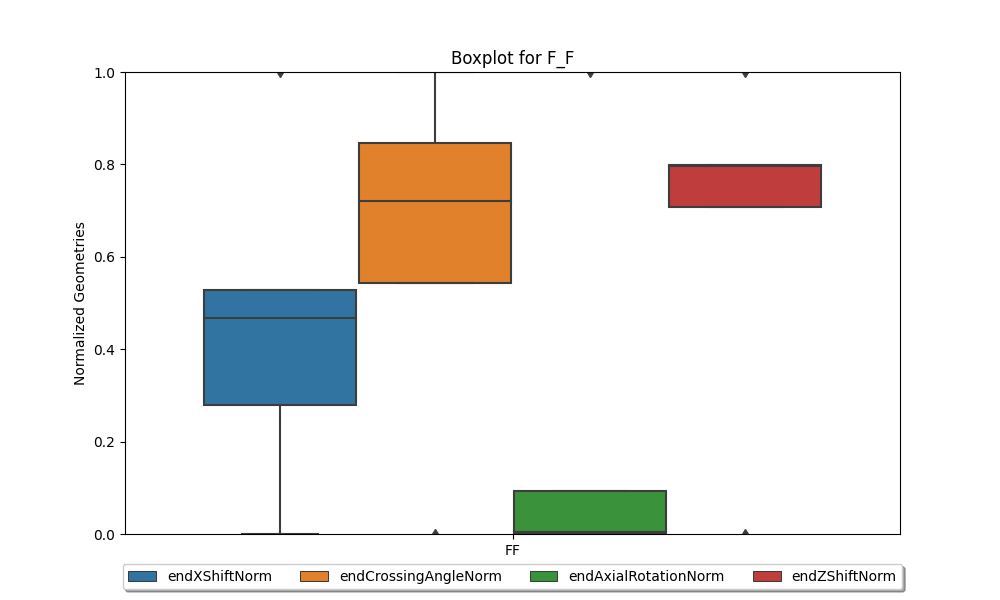 Boxplot for F_F
Normalized Geometries
1.0
0.8
0.6
0.4
0.2
0.0
FF
endXShiftNorm endCrossingAngleNorm endAxialRotationNorm endZShiftNorm